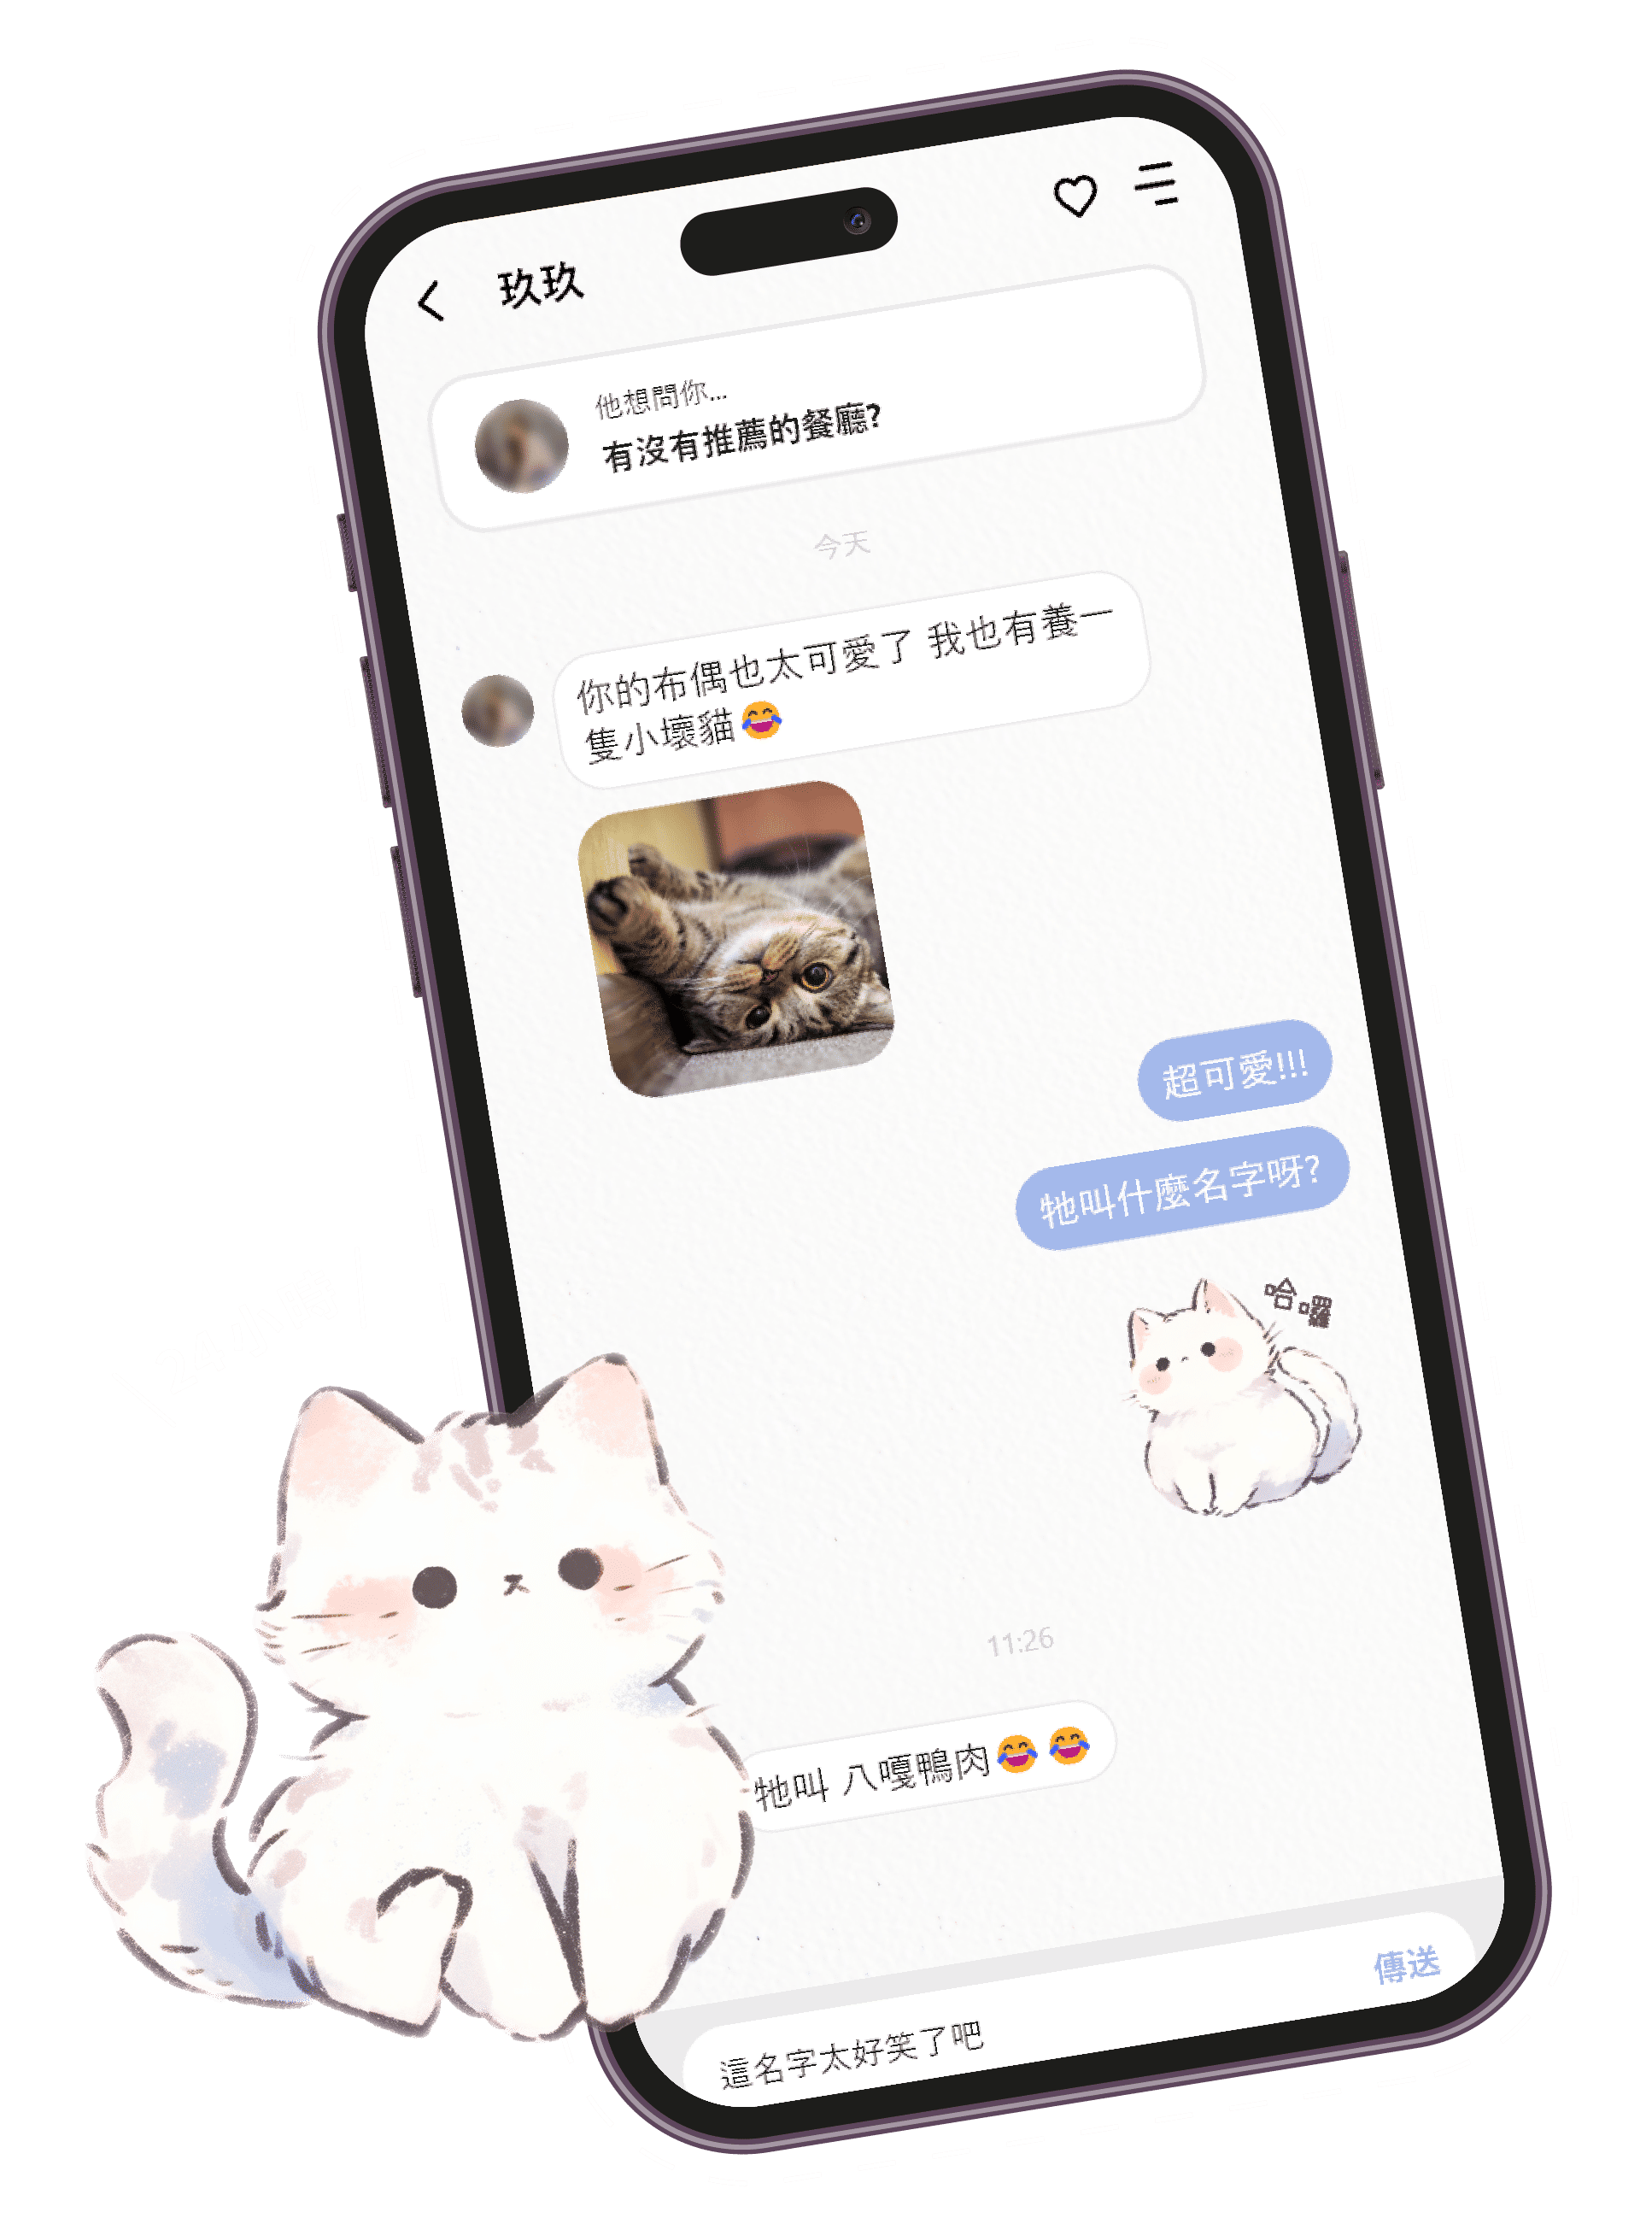 玖玖
他想問你...
有沒有推薦的餐廳?
今天
你的布偶也太可愛了 我也有養一
隻小壞貓😂
超可愛!!!
牠叫什麼名字呀?
哈囉
11:26
牠叫 八嘎鴨肉😂😂
傳送
這名字太好笑了吧